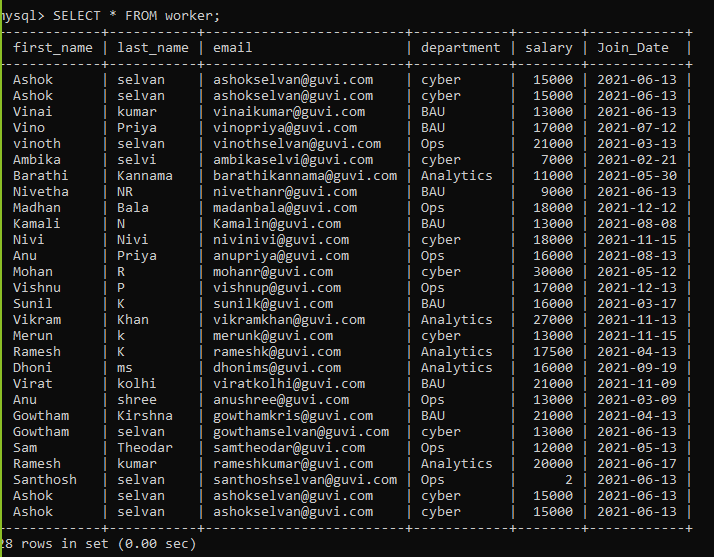 mysql> SELECT * FROM worker;
------------+-----------+--------------------------+------------+--------+------------+
 first_name | last_name | email                    | department | salary | Join_Date  |
------------+-----------+--------------------------+------------+--------+------------+
 Ashok      | selvan    | ashokselvan@guvi.com     | cyber      |  15000 | 2021-06-13 |
 Ashok      | selvan    | ashokselvan@guvi.com     | cyber      |  15000 | 2021-06-13 |
 Vinai      | kumar     | vinaikumar@guvi.com      | BAU        |  13000 | 2021-06-13 |
 Vino       | Priya     | vinopriya@guvi.com       | BAU        |  17000 | 2021-07-12 |
 vinoth     | selvan    | vinothselvan@guvi.com    | Ops        |  21000 | 2021-03-13 |
 Ambika     | selvi     | ambikaselvi@guvi.com     | cyber      |   7000 | 2021-02-21 |
 Barathi    | Kannama   | barathikannama@guvi.com  | Analytics  |  11000 | 2021-05-30 |
 Nivetha    | NR        | nivethanr@guvi.com       | BAU        |   9000 | 2021-06-13 |
 Madhan     | Bala      | madanbala@guvi.com       | Ops        |  18000 | 2021-12-12 |
 Kamali     | N         | Kamalin@guvi.com         | BAU        |  13000 | 2021-08-08 |
 Nivi       | Nivi      | nivinivi@guvi.com        | cyber      |  18000 | 2021-11-15 |
 Anu        | Priya     | anupriya@guvi.com        | Ops        |  16000 | 2021-08-13 |
 Mohan      | R         | mohanr@guvi.com          | cyber      |  30000 | 2021-05-12 |
 Vishnu     | P         | vishnup@guvi.com         | Ops        |  17000 | 2021-12-13 |
 Sunil      | K         | sunilk@guvi.com          | BAU        |  16000 | 2021-03-17 |
 Vikram     | Khan      | vikramkhan@guvi.com      | Analytics  |  27000 | 2021-11-13 |
 Merun      | k         | merunk@guvi.com          | cyber      |  13000 | 2021-11-15 |
 Ramesh     | K         | rameshk@guvi.com         | Analytics  |  17500 | 2021-04-13 |
 Dhoni      | ms        | dhonims@guvi.com         | Analytics  |  16000 | 2021-09-19 |
 Virat      | kolhi     | viratkolhi@guvi.com      | BAU        |  21000 | 2021-11-09 |
 Anu        | shree     | anushree@guvi.com        | Ops        |  13000 | 2021-03-09 |
 Gowtham    | Kirshna   | gowthamkris@guvi.com     | BAU        |  21000 | 2021-04-13 |
 Gowtham    | selvan    | gowthamselvan@guvi.com   | cyber      |  13000 | 2021-06-13 |
 Sam        | Theodar   | samtheodar@guvi.com      | Ops        |  12000 | 2021-05-13 |
 Ramesh     | kumar     | rameshkumar@guvi.com     | Analytics  |  20000 | 2021-06-17 |
 Santhosh   | selvan    | santhoshselvan@guvi.com  | Ops        |      2 | 2021-06-13 |
 Ashok      | selvan    | ashokselvan@guvi.com     | cyber      |  15000 | 2021-06-13 |
 Ashok      | selvan    | ashokselvan@guvi.com     | cyber      |  15000 | 2021-06-13 |
------------+-----------+--------------------------+------------+--------+------------+
28 rows in set (0.00 sec)